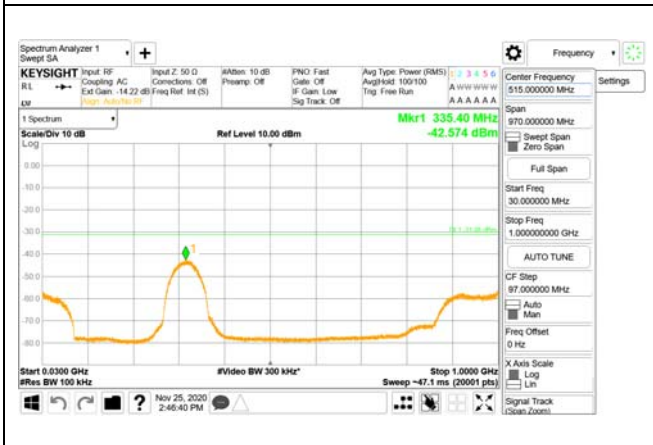 Spectrum Analyzer 1
Swept SA
+
Frequency
KEYSIGHT Input: RF Input Z: 50 Ω #Atten: 10 dB PNO: Fast Avg Type: Power (RMS) 1 2 3 4 5 6
RL Coupling: AC Corrections: Off Preamp: Off Gate: Off Avg|Hold: 100/100 A WW WW W
Ext Gain: -14.22 dB Freq Ref: Int (S) IF Gain: Low Trig: Free Run
Align: Auto/No RF Sig Track: Off A A A A A A
Center Frequency
515.000000 MHz
Settings
Span
970.000000 MHz
Swept Span
Zero Span
Full Span
Start Freq
30.000000 MHz
Stop Freq
1.000000000 GHz
AUTO TUNE
CF Step
97.000000 MHz
Auto
Man
Freq Offset
0 Hz
X Axis Scale
Log
Lin
Signal Track
(Span Zoom)
1 Spectrum
Mkr1 335.40 MHz
Scale/Div 10 dB Ref Level 10.00 dBm -42.574 dBm
Log
0.00
-10.0
-20.0
-30.0
-40.0
-50.0
-60.0
-70.0
-80.0
1
Start 0.0300 GHz #Video BW 300 kHz* Stop 1.0000 GHz
#Res BW 100 kHz Sweep ~47.1 ms (20001 pts)
Nov 25, 2020
2:46:40 PM
?